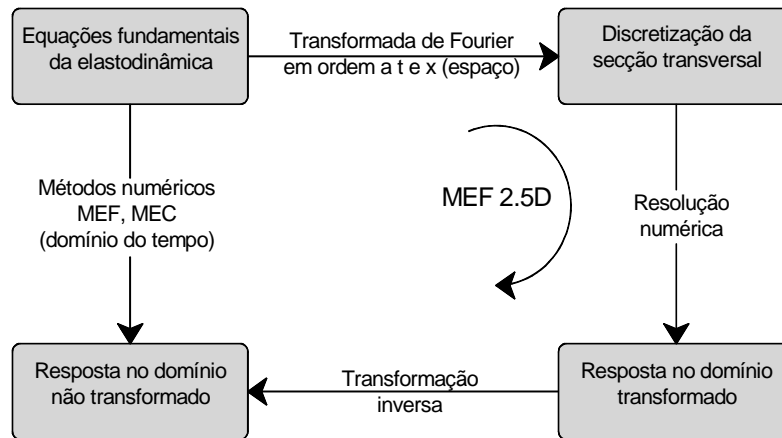 Equações fundamentais
da elastodinâmica
Transformada de Fourier
em ordem a t e x (espaço)
Discretização da
secção transversal
Métodos numéricos
MEF, MEC
(domínio do tempo)
MEF 2.5D
Resolução
numérica
Resposta no domínio
não transformado
Transformação
inversa
Resposta no domínio
transformado